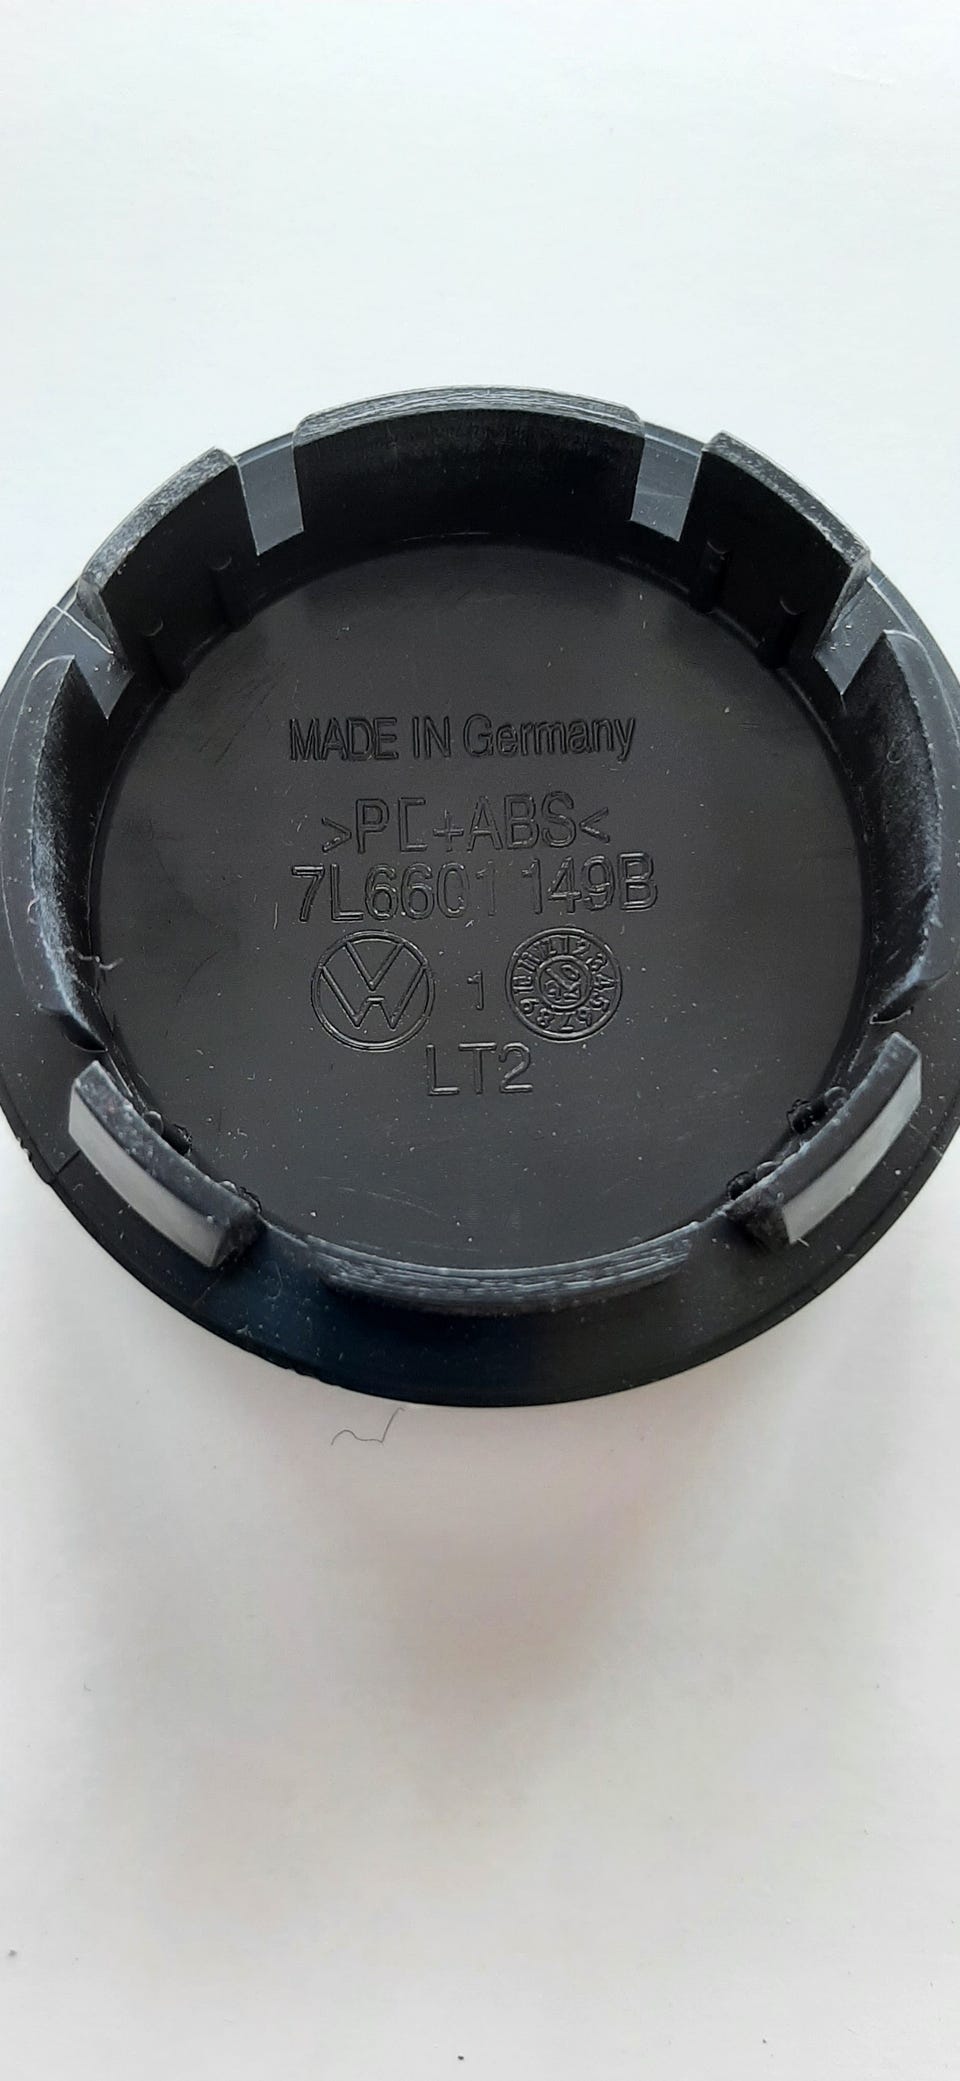 MADE IN Germany
>PC+ABS<
7L6601149B
1
LT2